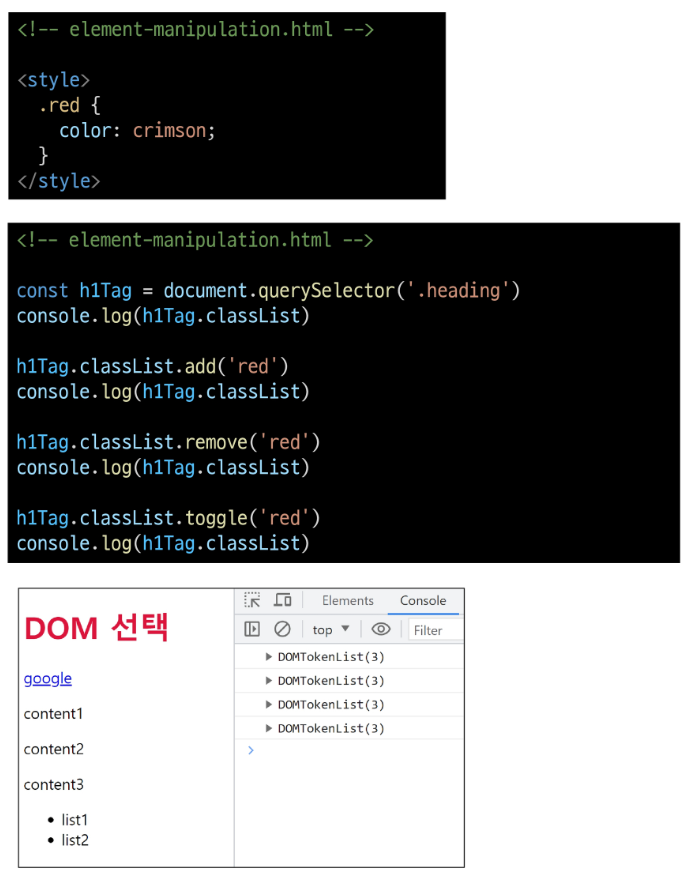 <!-- element-manipulation.html -->
<style>
.red {
color: crimson;
}
</style>
<!-- element-manipulation.html -->
const h1Tag = document.querySelector('.heading')
console.log(h1Tag.classList)
h1Tag.classList.add('red')
console.log(h1Tag.classList)
h1Tag.classList.remove('red')
console.log(h1Tag.classList)
h1Tag.classList.toggle('red')
console.log(h1Tag.classList)
DOM 선택
google
content1
content2
content3
list1
list2
Elements Console
top Filter
DOMTokenList(3)
DOMTokenList(3)
DOMTokenList(3)
DOMTokenList(3)